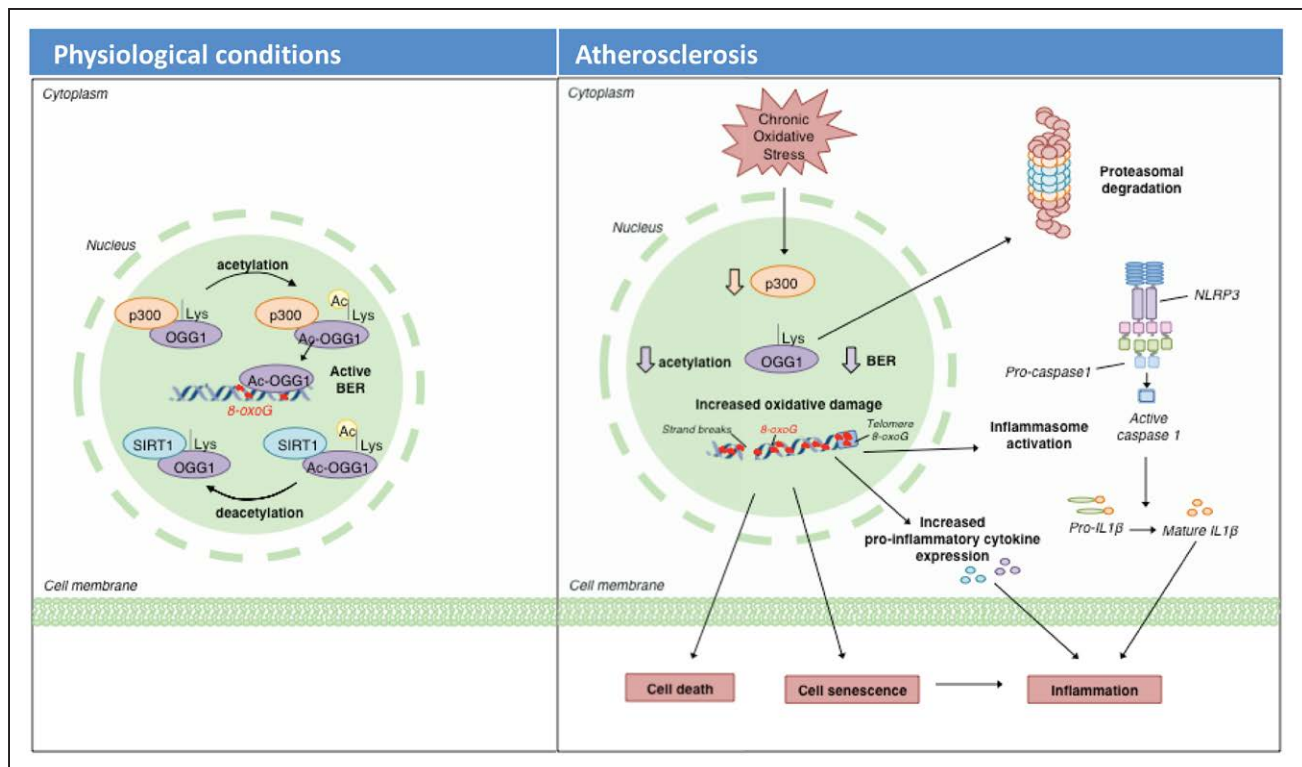 Physiological conditions
Cytoplasm
Nucleus
acetylation
p300
Lys
OGG1
p300
Ac
Lys
Ac-OGG1
Ac-OGG1
Active
BER
8-oxoG
SIRT1
Lys
OGG1
SIRT1
Ac
Lys
Ac-OGG1
deacetylation
Cell membrane
Atherosclerosis
Cytoplasm
Chronic
Oxidative
Stress
Proteasomal
degradation
Nucleus
p300
Lys
OGG1
acetylation
BER
Increased oxidative damage
Strand breaks
8-oxoG
Telomere
8-oxoG
NLRP3
Pro-caspase1
Active
caspase 1
Inflammasome
activation
Pro-IL1β
Mature IL1β
Increased
pro-inflammatory cytokine
expression
Cell membrane
Cell death
Cell senescence
Inflammation